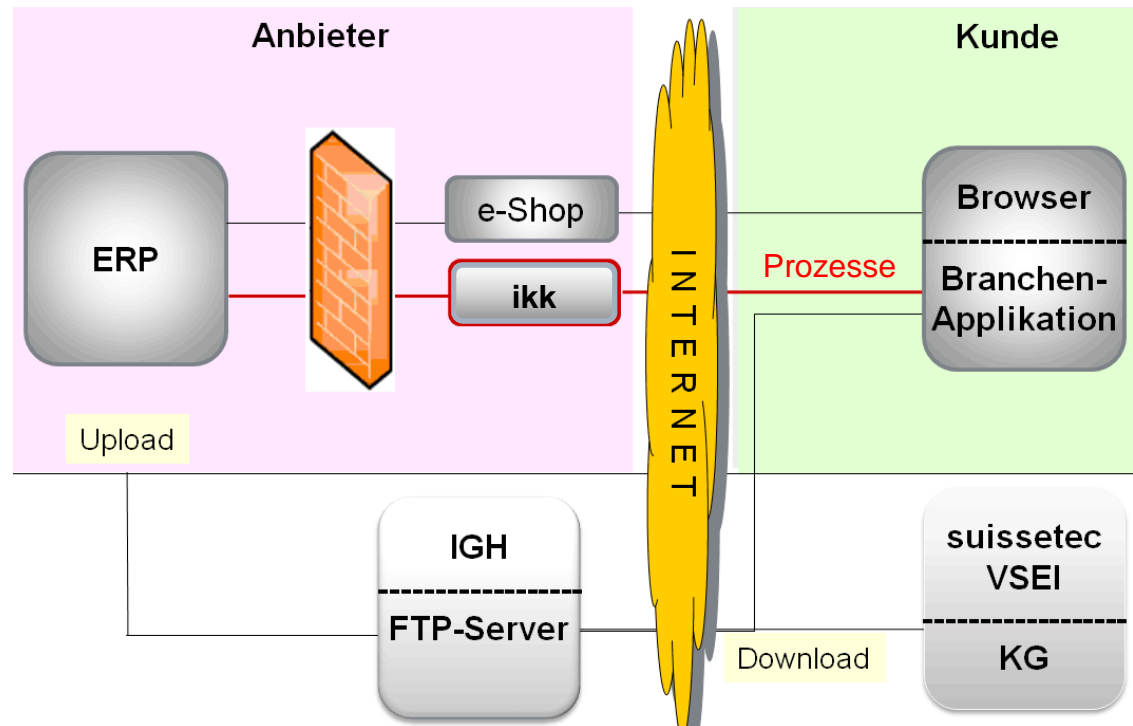 Anbieter
Kunde
ERP
e-Shop
ikk
INTERNET
Prozesse
Browser
Branchen-
Applikation
Upload
IGH
FTP-Server
Download
suissetec
VSEI
KG